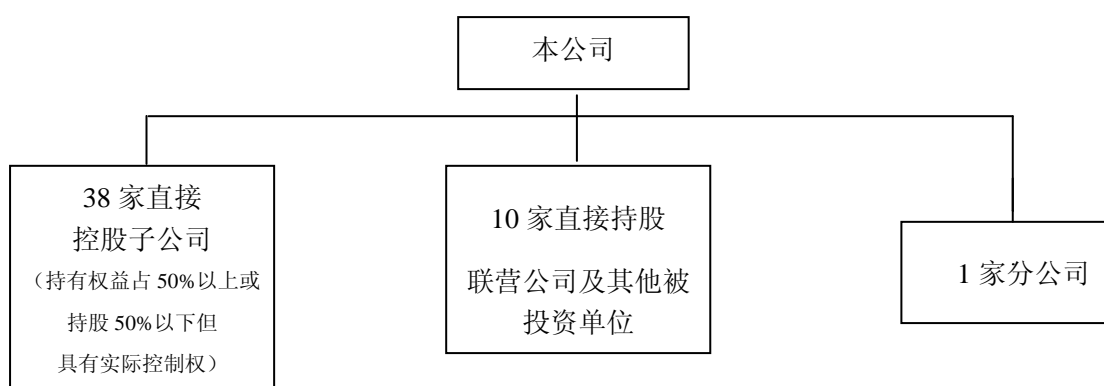 本公司
38 家直接
控股子公司
（持有权益占 50%以上或
持股 50%以下但
具有实际控制权）
10 家直接持股
联营公司及其他被
投资单位
1 家分公司